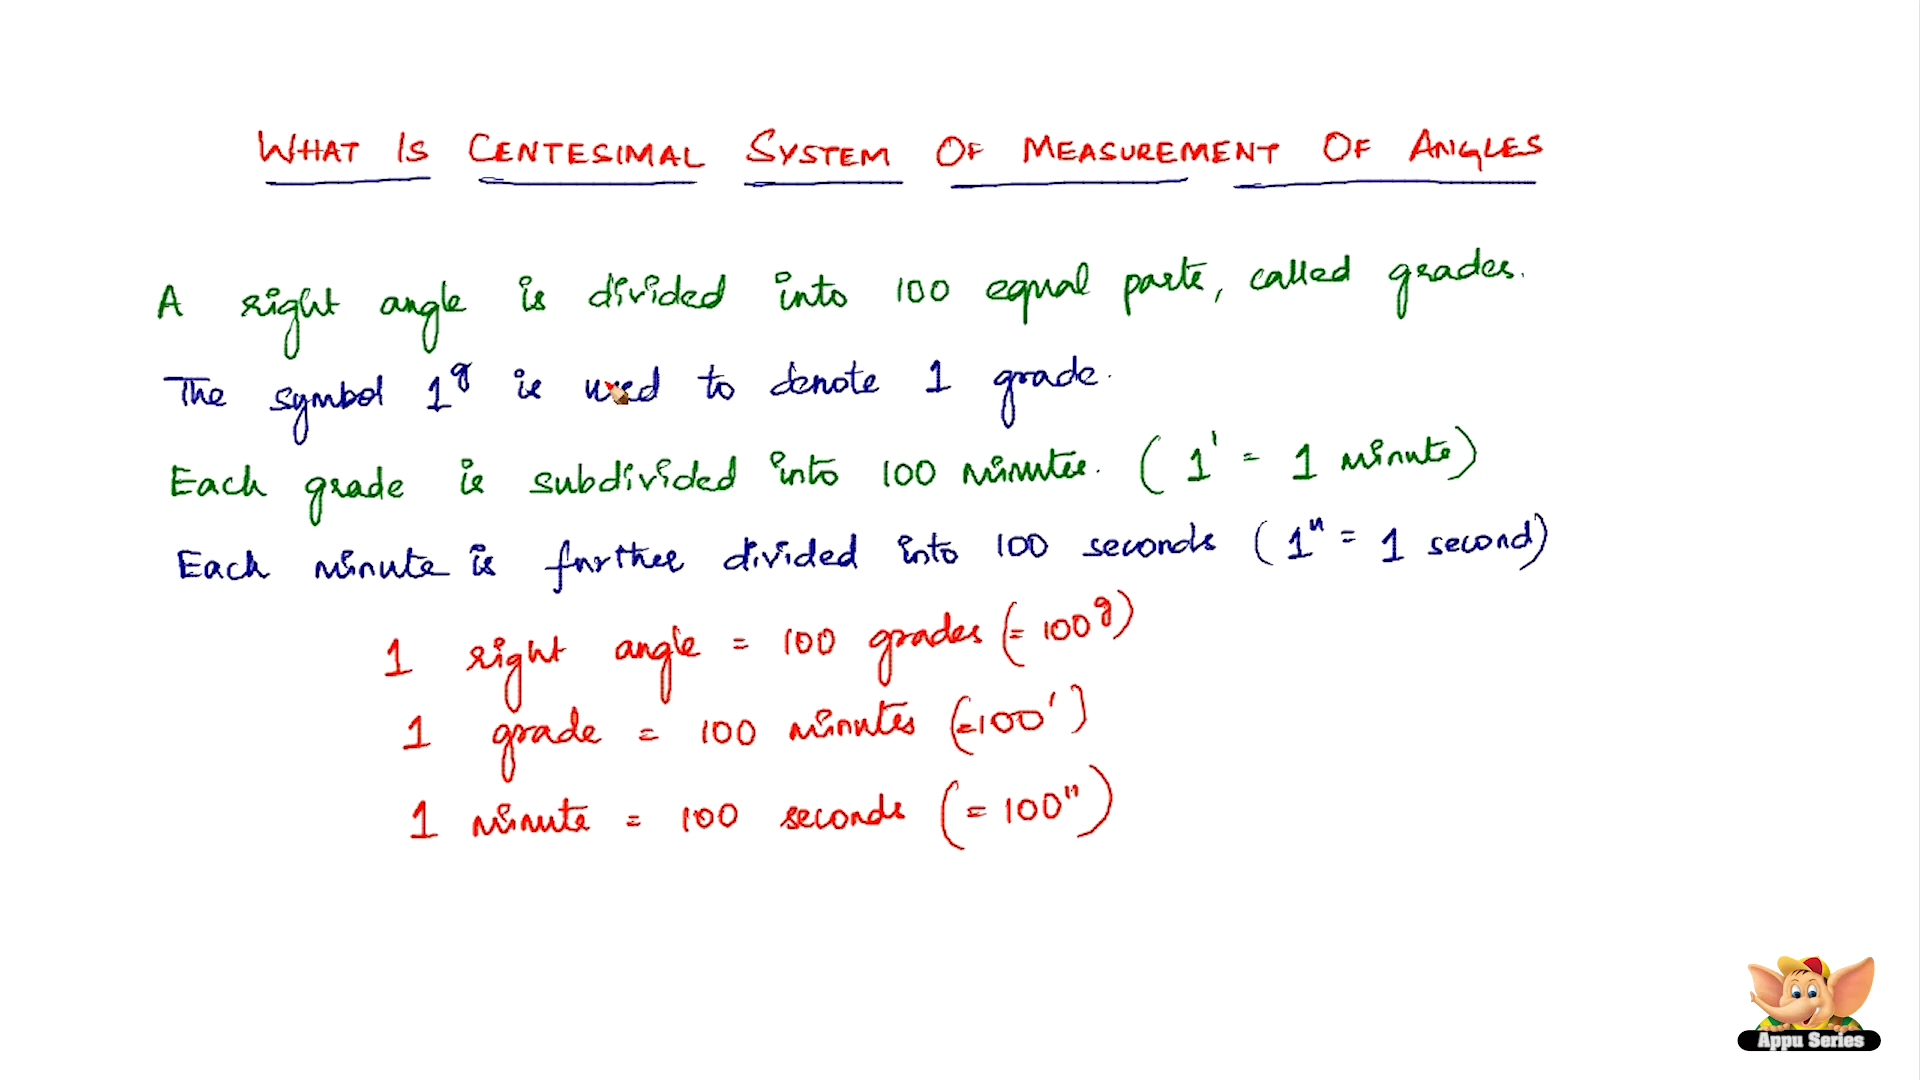 WHAT IS CENTESIMAL SYSTEM OF MEASUREMENT OF ANGLES
A right angle is divided into 100 equal parts, called grades.
The symbol 1ᵍ is used to denote 1 grade.
Each grade is subdivided into 100 minutes. (1' = 1 minute)
Each minute is further divided into 100 seconds (1" = 1 second)
1 right angle = 100 grades (= 100ᵍ)
1 grade = 100 minutes (=100')
1 minute = 100 seconds (= 100")
Appu Series